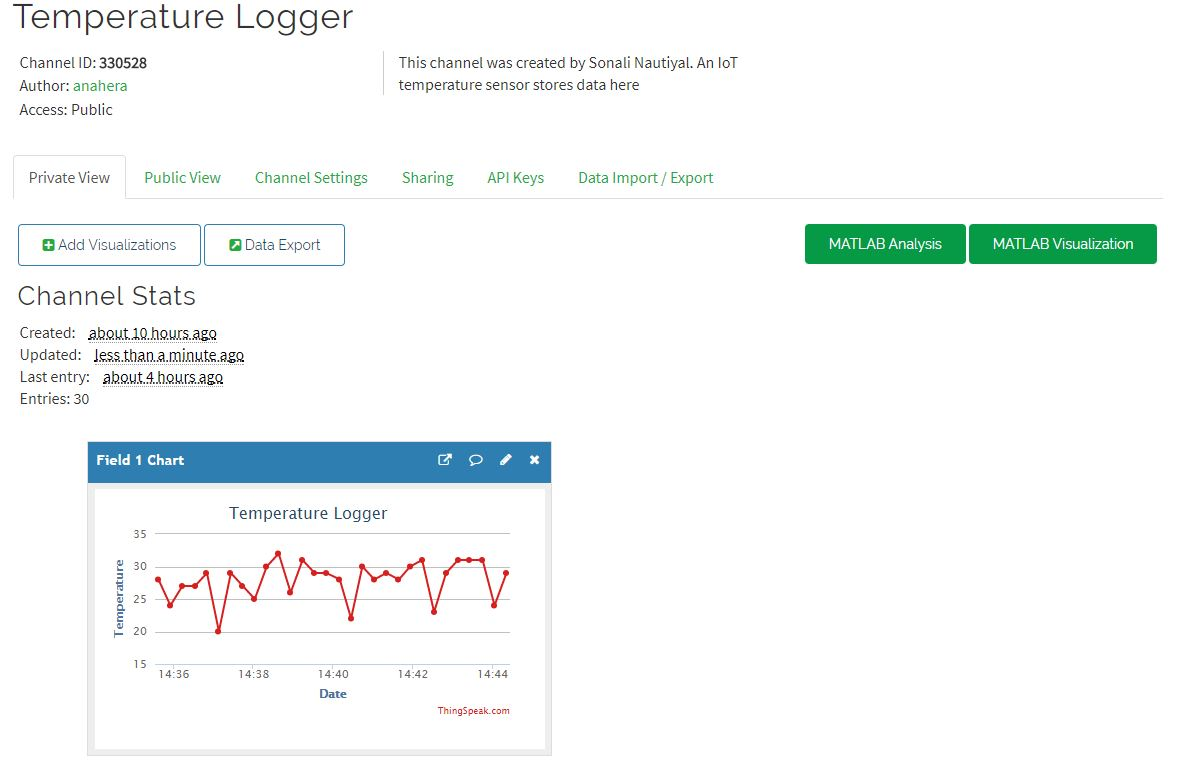 Temperature Logger
Channel ID: 330528
Author: anahera
Access: Public
This channel was created by Sonali Nautiyal. An IoT
temperature sensor stores data here
Private View
Public View
Channel Settings
Sharing
API Keys
Data Import / Export
Add Visualizations
Data Export
MATLAB Analysis
MATLAB Visualization
Channel Stats
Created: about 10 hours ago
Updated: less than a minute ago
Last entry: about 4 hours ago
Entries: 30
Field 1 Chart
Temperature Logger
Temperature
35
30
25
20
15
14:36
14:38
14:40
14:42
14:44
Date
ThingSpeak.com